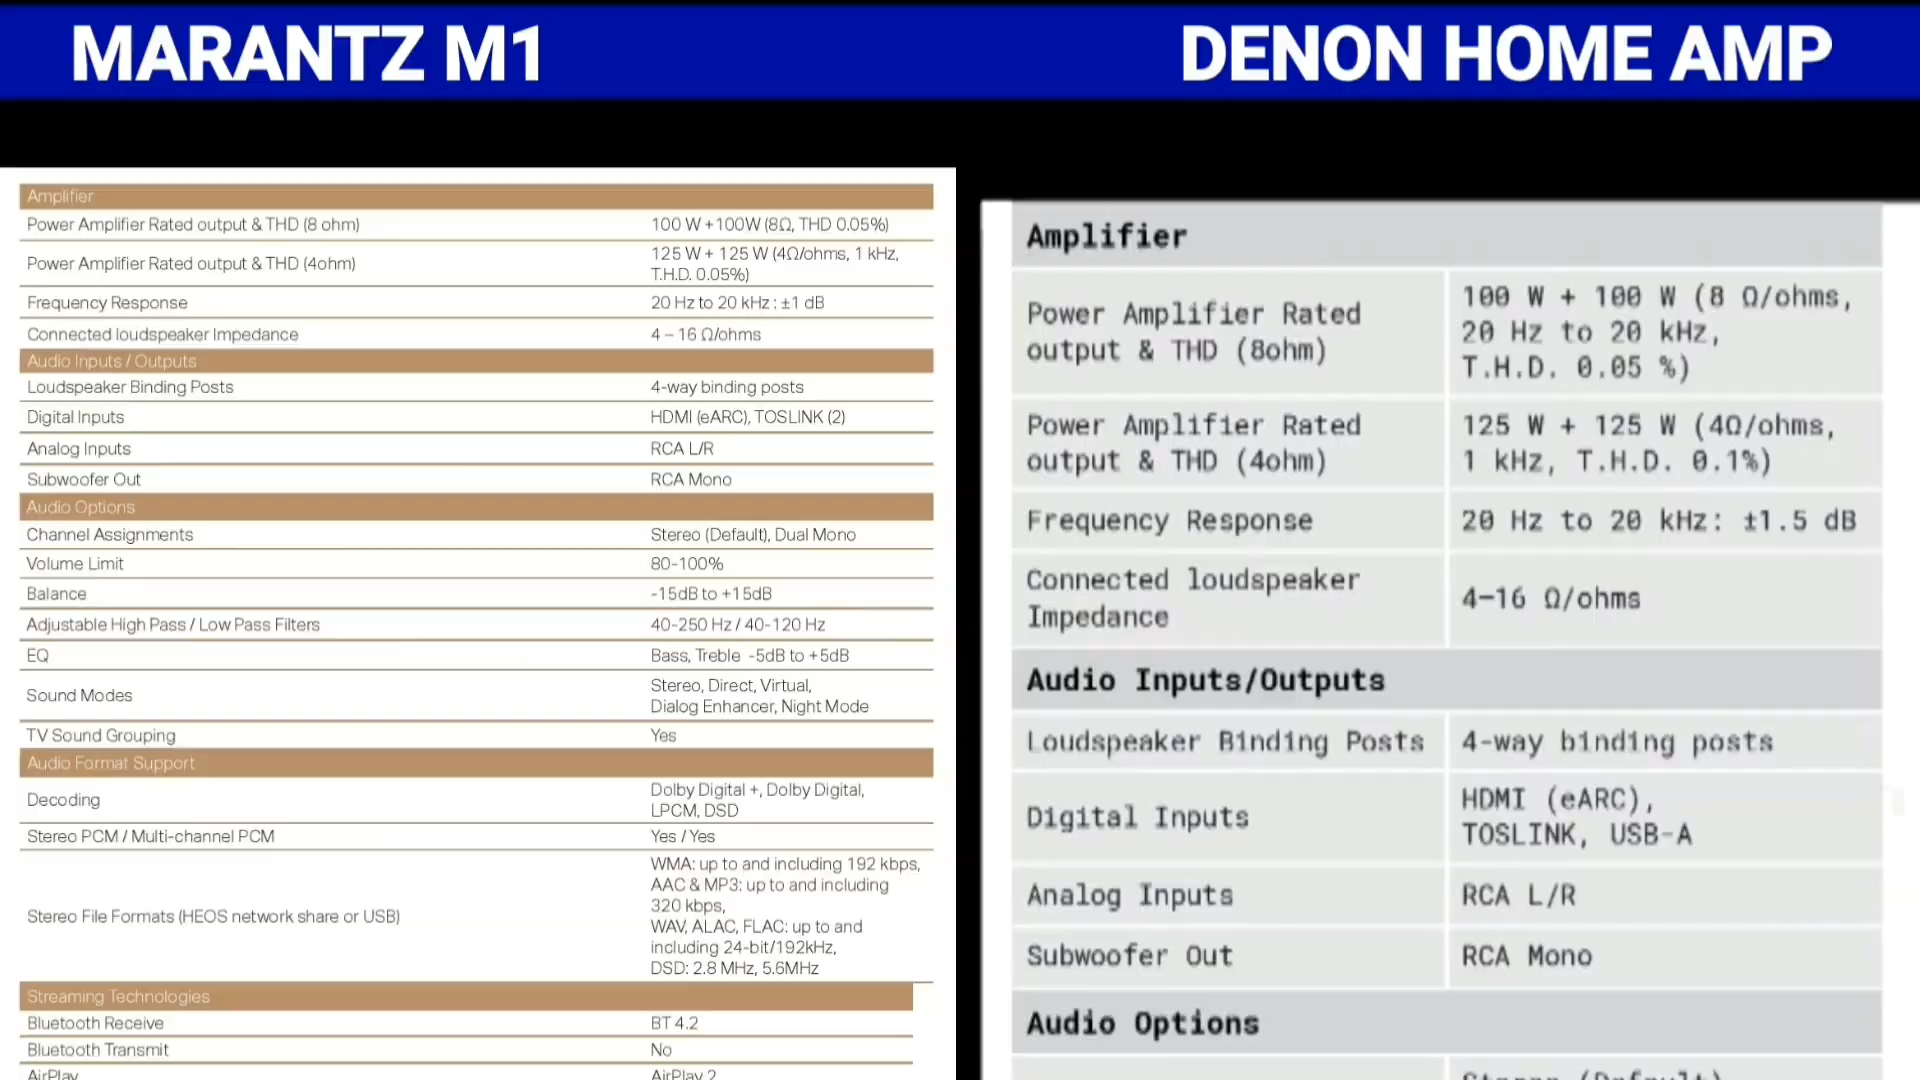 MARANTZ M1
DENON HOME AMP
Amplifier
Power Amplifier Rated output & THD (8 ohm)
100 W +100W (8Ω, THD 0.05%)
Power Amplifier Rated output & THD (4ohm)
125 W + 125 W (4Ω/ohms, 1 kHz,
T.H.D. 0.05%)
Frequency Response
20 Hz to 20 kHz : ±1 dB
Connected loudspeaker Impedance
4 – 16 Ω/ohms
Audio Inputs / Outputs
Loudspeaker Binding Posts
4-way binding posts
Digital Inputs
HDMI (eARC), TOSLINK (2)
Analog Inputs
RCA L/R
Subwoofer Out
RCA Mono
Audio Options
Channel Assignments
Stereo (Default), Dual Mono
Volume Limit
80-100%
Balance
-15dB to +15dB
Adjustable High Pass / Low Pass Filters
40-250 Hz / 40-120 Hz
EQ
Bass, Treble -5dB to +5dB
Sound Modes
Stereo, Direct, Virtual,
Dialog Enhancer, Night Mode
TV Sound Grouping
Yes
Audio Format Support
Decoding
Dolby Digital +, Dolby Digital,
LPCM, DSD
Stereo PCM / Multi-channel PCM
Yes / Yes
Stereo File Formats (HEOS network share or USB)
WMA: up to and including 192 kbps,
AAC & MP3: up to and including
320 kbps,
WAV, ALAC, FLAC: up to and
including 24-bit/192kHz,
DSD: 2.8 MHz, 5.6MHz
Streaming Technologies
Bluetooth Receive
BT 4.2
Bluetooth Transmit
No
AirPlay
AirPlay 2
Amplifier
Power Amplifier Rated
output & THD (8ohm)
100 W + 100 W (8 Ω/ohms,
20 Hz to 20 kHz,
T.H.D. 0.05 %)
Power Amplifier Rated
output & THD (4ohm)
125 W + 125 W (4Ω/ohms,
1 kHz, T.H.D. 0.1%)
Frequency Response
20 Hz to 20 kHz: ±1.5 dB
Connected loudspeaker
Impedance
4–16 Ω/ohms
Audio Inputs/Outputs
Loudspeaker Binding Posts
4-way binding posts
Digital Inputs
HDMI (eARC),
TOSLINK, USB-A
Analog Inputs
RCA L/R
Subwoofer Out
RCA Mono
Audio Options
Stereo (Default)